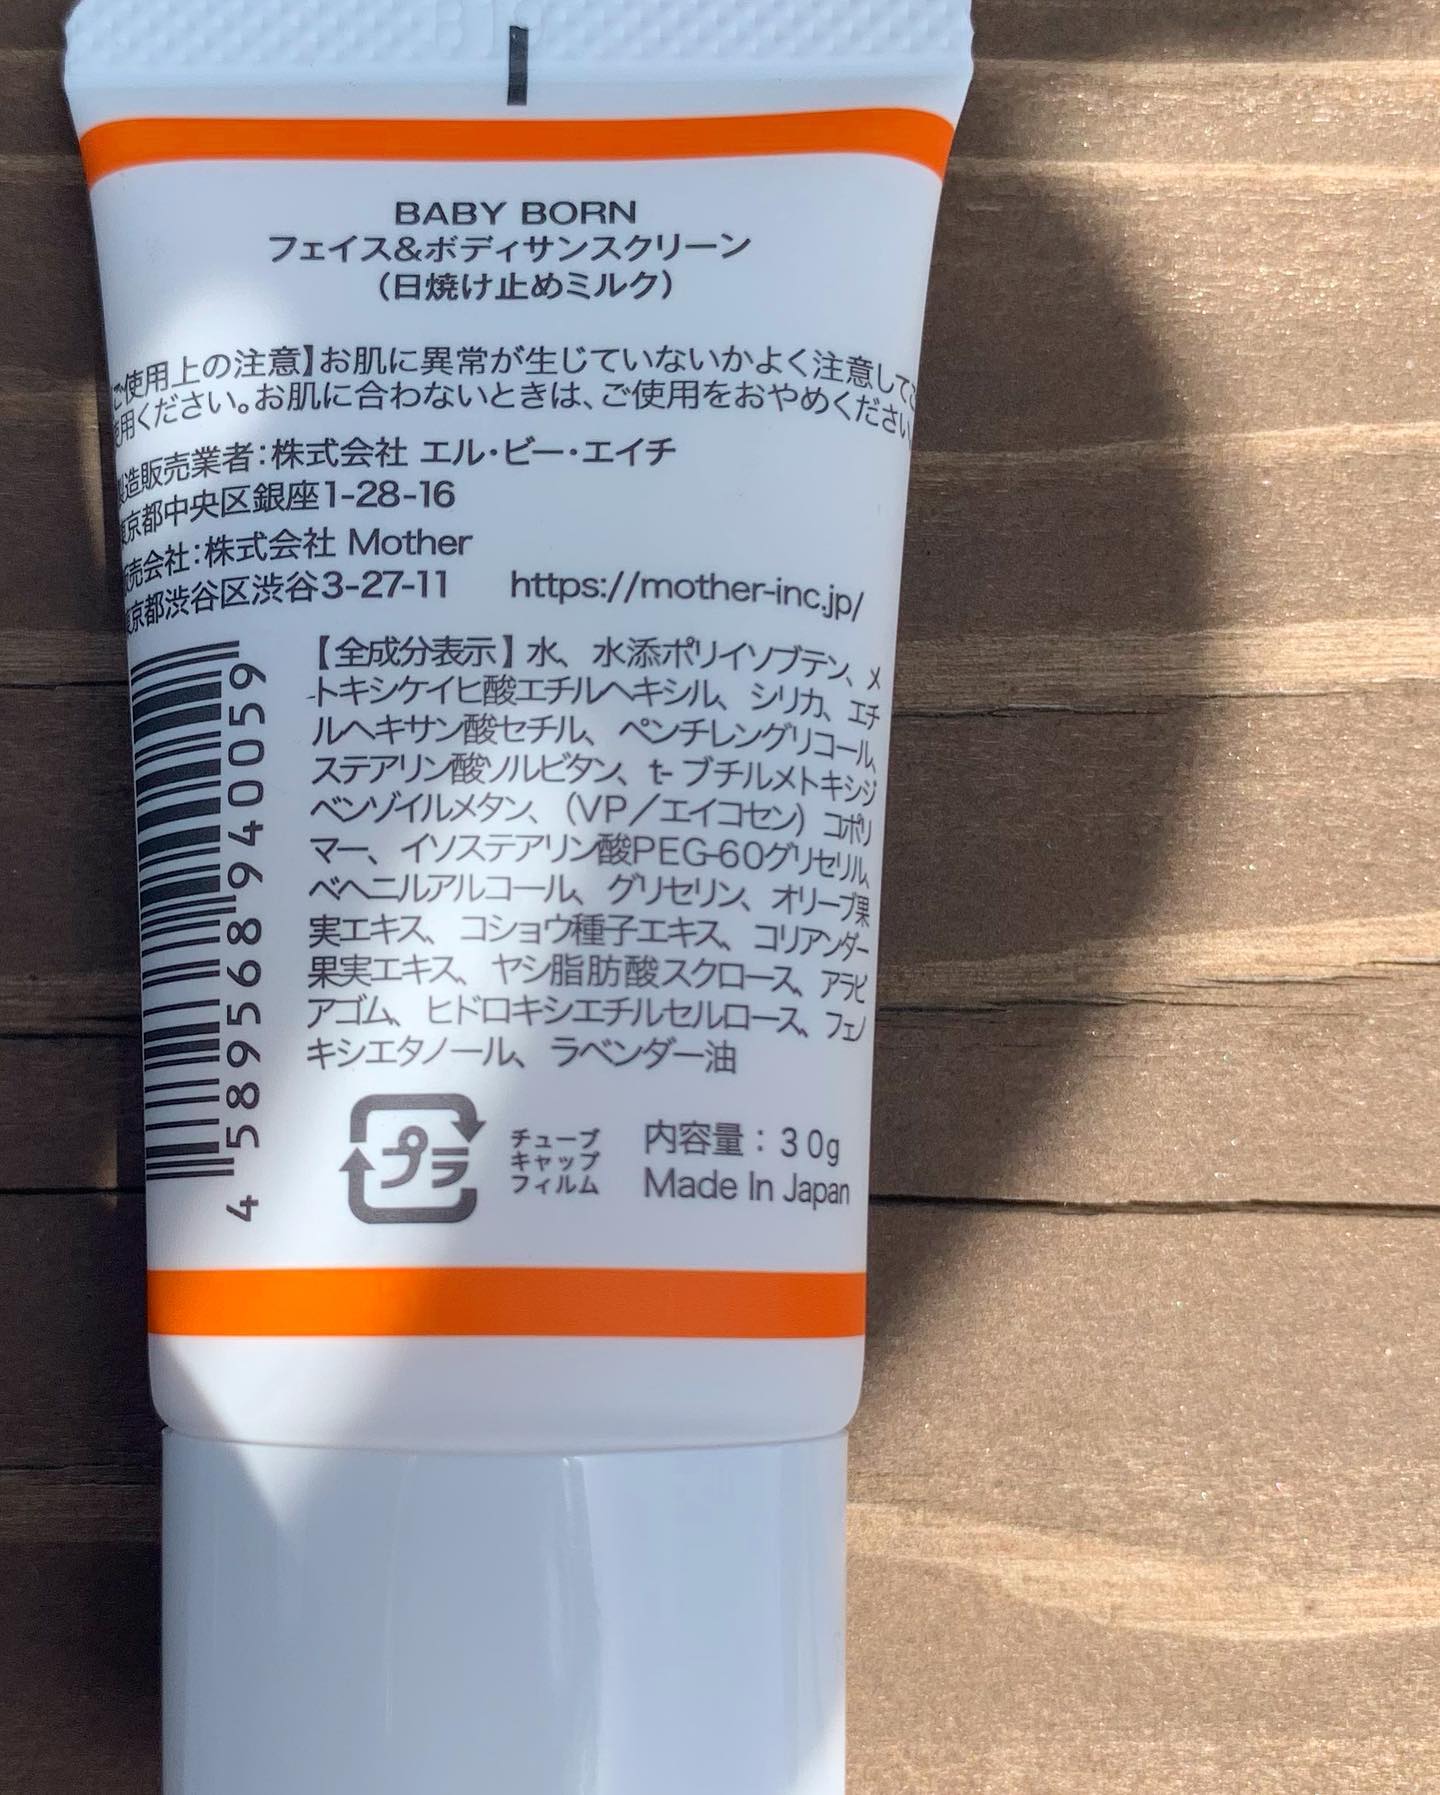 BABY BORN
フェイス&ボディサンスクリーン
(日焼け止めミルク)
ご使用上の注意】お肌に異常が生じていないかよく注意してご
使用ください。お肌に合わないときは、ご使用をおやめください
製造販売業者:株式会社 エル・ビー・エイチ
東京都中央区銀座1-28-16
販売会社:株式会社 Mother
東京都渋谷区渋谷3-27-11 https://mother-inc.jp/
【全成分表示】水、水添ポリイソブテン、メ
トキシケイヒ酸エチルヘキシル、シリカ、エチ
ルヘキサン酸セチル、ペンチレングリコール、
ステアリン酸ソルビタン、t-ブチルメトキシジ
ベンゾイルメタン、(VP/エイコセン)コポリ
マー、イソステアリン酸PEG-60グリセリル、
ベヘニルアルコール、グリセリン、オリーブ果
実エキス、コショウ種子エキス、コリアンダー
果実エキス、ヤシ脂肪酸スクロース、アラビ
アゴム、ヒドロキシエチルセルロース、フェノ
キシエタノール、ラベンダー油
4 589568 940059
プラ
チューブ
キャップ
フィルム
内容量:30g
Made In Japan